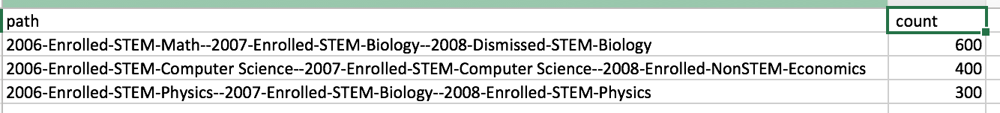 path count
2006-Enrolled-STEM-Math--2007-Enrolled-STEM-Biology--2008-Dismissed-STEM-Biology 600
2006-Enrolled-STEM-Computer Science--2007-Enrolled-STEM-Computer Science--2008-Enrolled-NonSTEM-Economics 400
2006-Enrolled-STEM-Physics--2007-Enrolled-STEM-Biology--2008-Enrolled-STEM-Physics 300